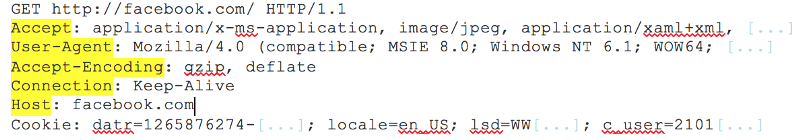 GET http://facebook.com/ HTTP/1.1
Accept: application/x-ms-application, image/jpeg, application/xaml+xml, [...]
User-Agent: Mozilla/4.0 (compatible; MSIE 8.0; Windows NT 6.1; WOW64; [...]
Accept-Encoding: gzip, deflate
Connection: Keep-Alive
Host: facebook.com
Cookie: datr=1265876274-[...]; locale=en_US; lsd=WW[...]; c_user=2101[...]